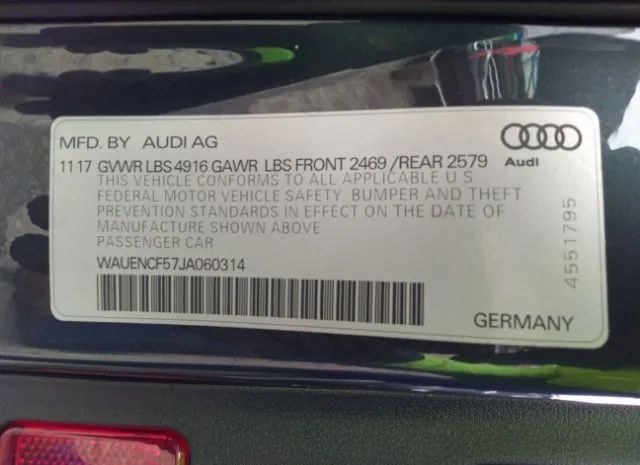 MFD. BY AUDI AG
Audi
11 17 GVWR LBS 4916 GAWR LBS FRONT 2469 / REAR 2579
THIS VEHICLE CONFORMS TO ALL APPLICABLE U S
FEDERAL MOTOR VEHICLE SAFETY, BUMPER AND THEFT
PREVENTION STANDARDS IN EFFECT ON THE DATE OF
MANUFACTURE SHOWN ABOVE
PASSENGER CAR
WAUENCF57JA060314
4551795
GERMANY